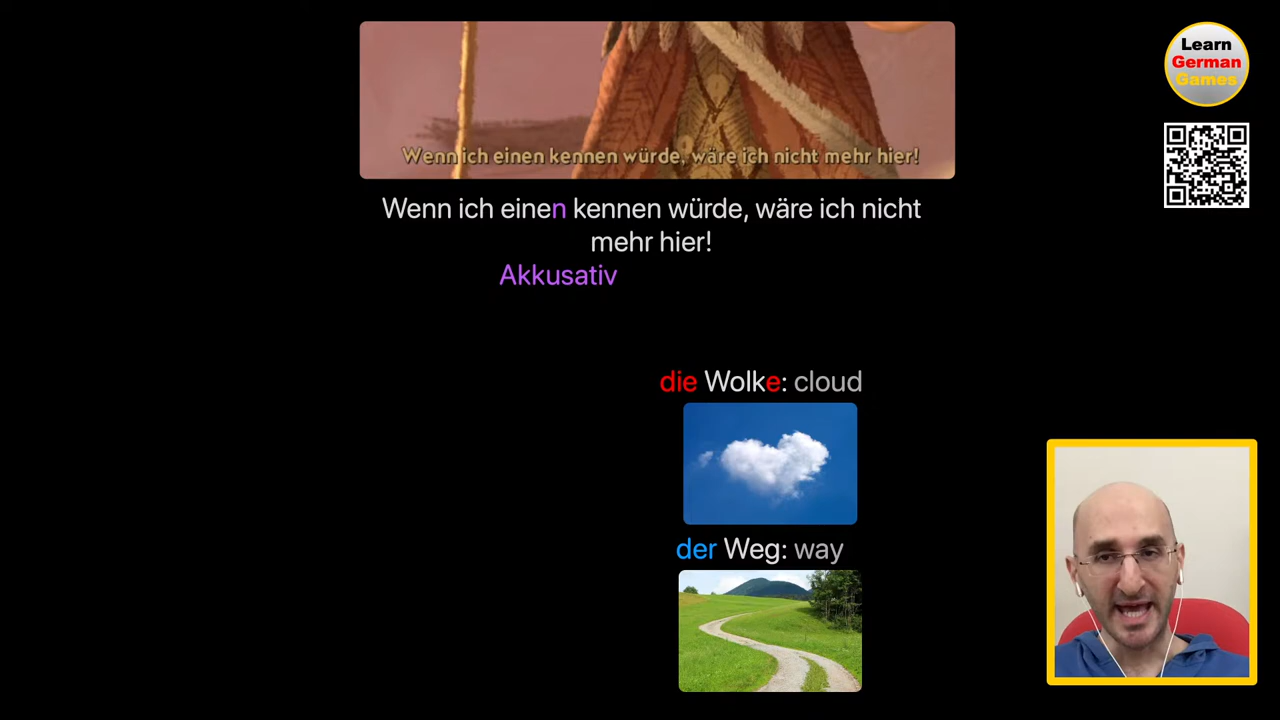 Wenn ich einen kennen würde, wäre ich nicht mehr hier!
Wenn ich einen kennen würde, wäre ich nicht
mehr hier!
Akkusativ
die Wolke: cloud
der Weg: way
Learn
German
Games